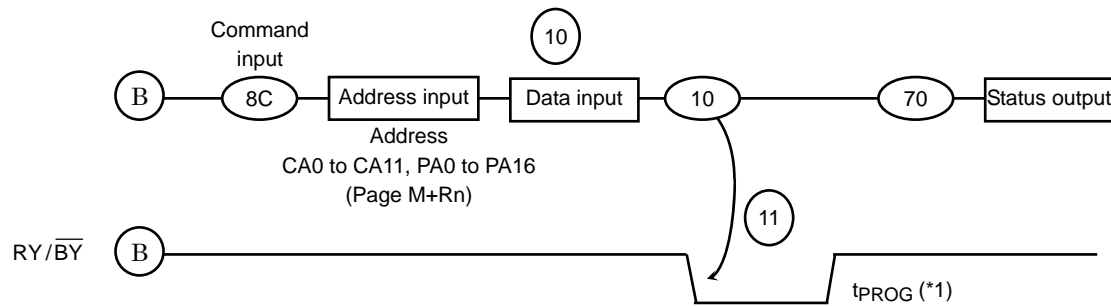 10
Command
input
B 8C Address input Data input 10 70 Status output
Address
CA0 to CA11, PA0 to PA16
(Page M+Rn)
11
RY/BY B
tPROG (*1)